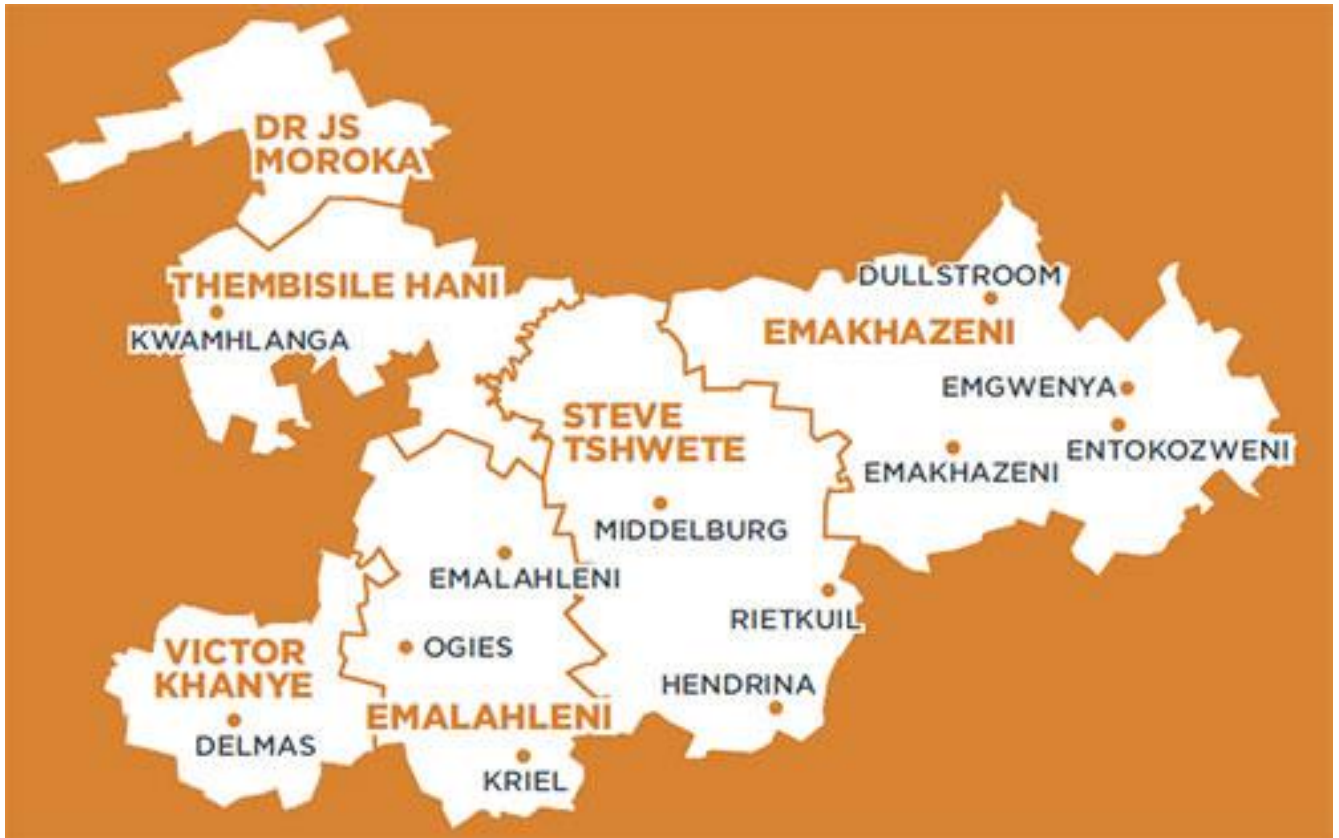 DR JS
MOROKA
THEMBISILE HANI
KWAMHLANGA
DULLSTROOM
EMAKHAZENI
EMGWENYA
ENTOKOZWENI
EMAKHAZENI
STEVE
TSHWETE
MIDDELBURG
EMALAHLENI
RIETKUIL
OGIES
VICTOR
KHANYE
HENDRINA
EMALAHLENI
DELMAS
KRIEL